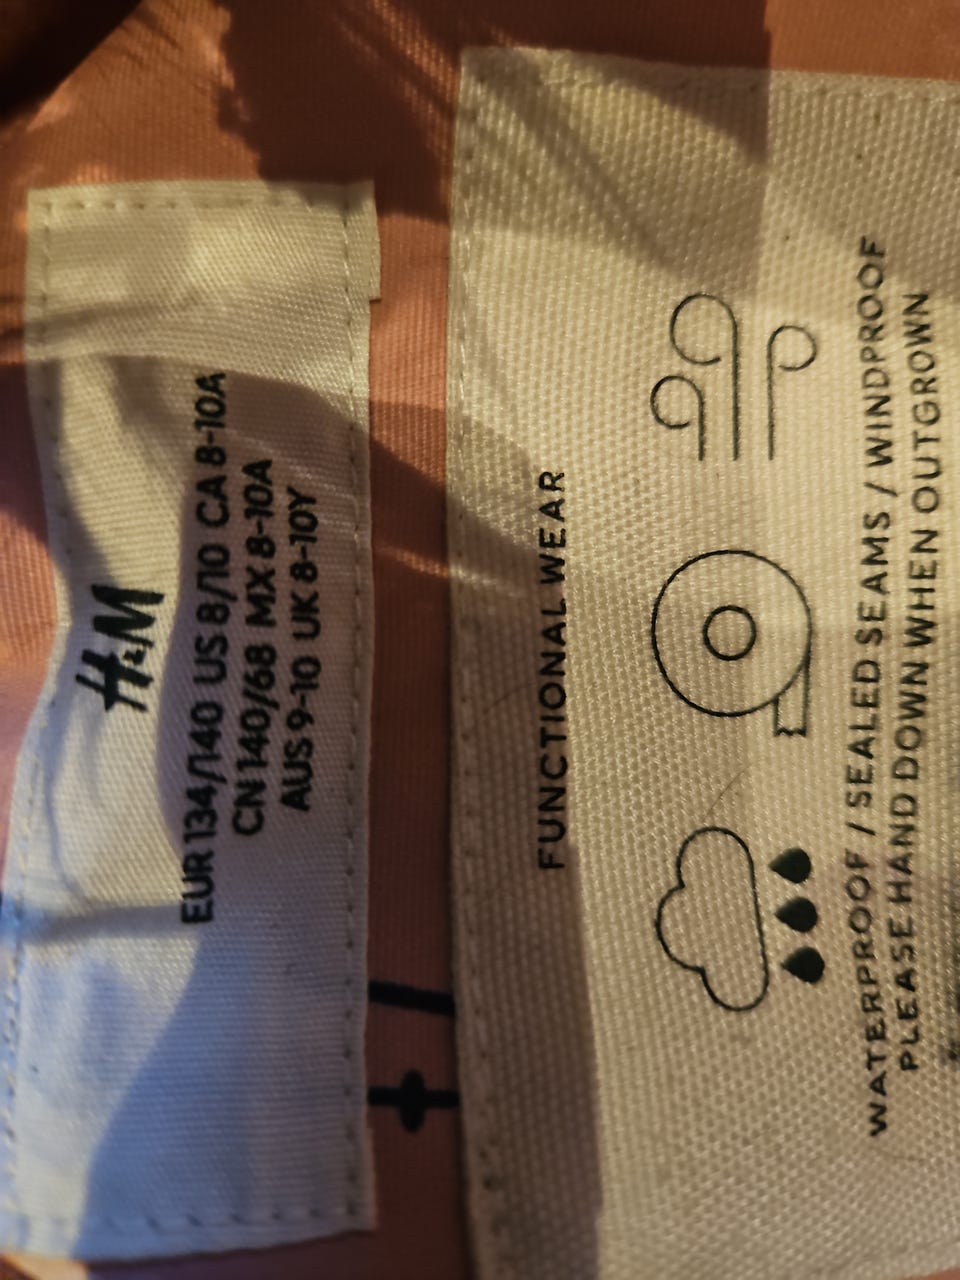 H&M
EUR 134/140 US 8/10 CA 8-10A
CN 140/68 MX 8-10A
AUS 9-10 UK 8-10Y
FUNCTIONAL WEAR
WATERPROOF / SEALED SEAMS / WINDPROOF
PLEASE HAND DOWN WHEN OUTGROWN